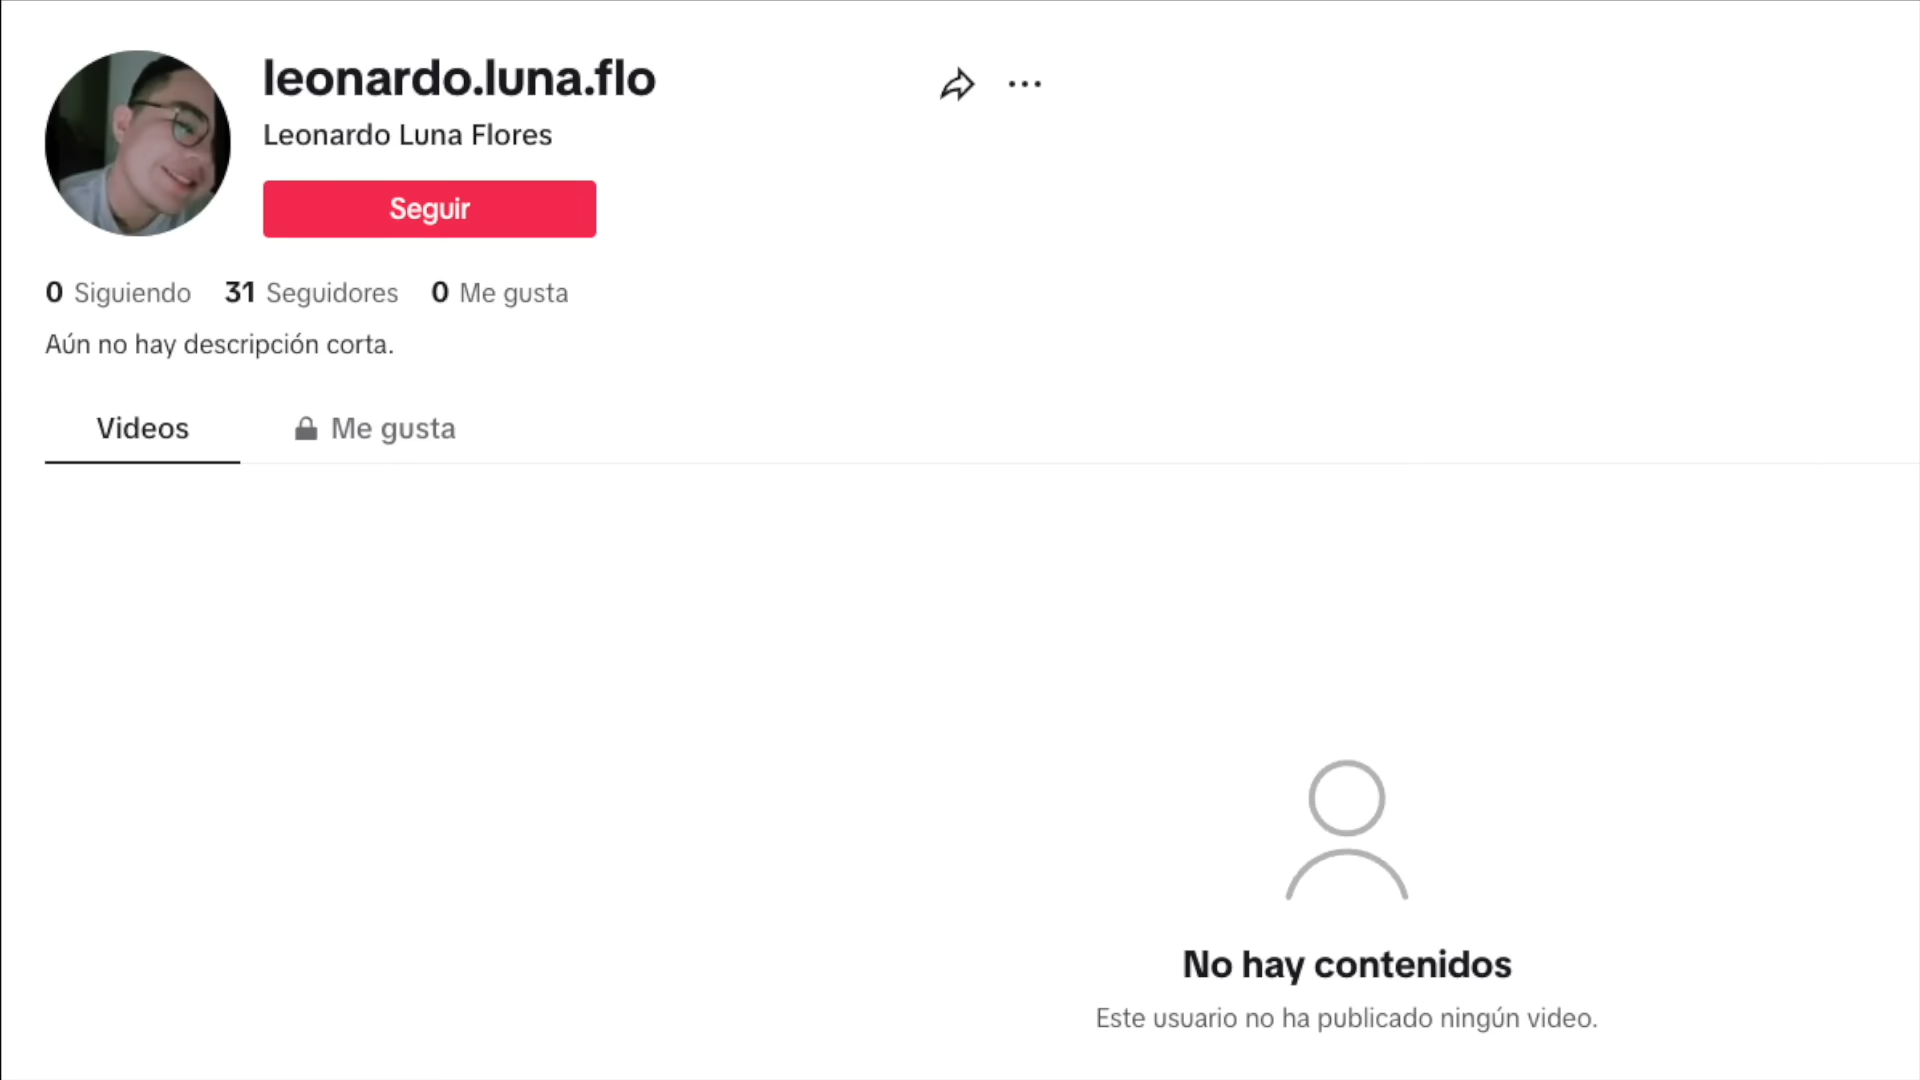 leonardo.luna.flo
Leonardo Luna Flores
Seguir
0 Siguiendo 31 Seguidores 0 Me gusta
Aún no hay descripción corta.
Videos Me gusta
No hay contenidos
Este usuario no ha publicado ningún video.